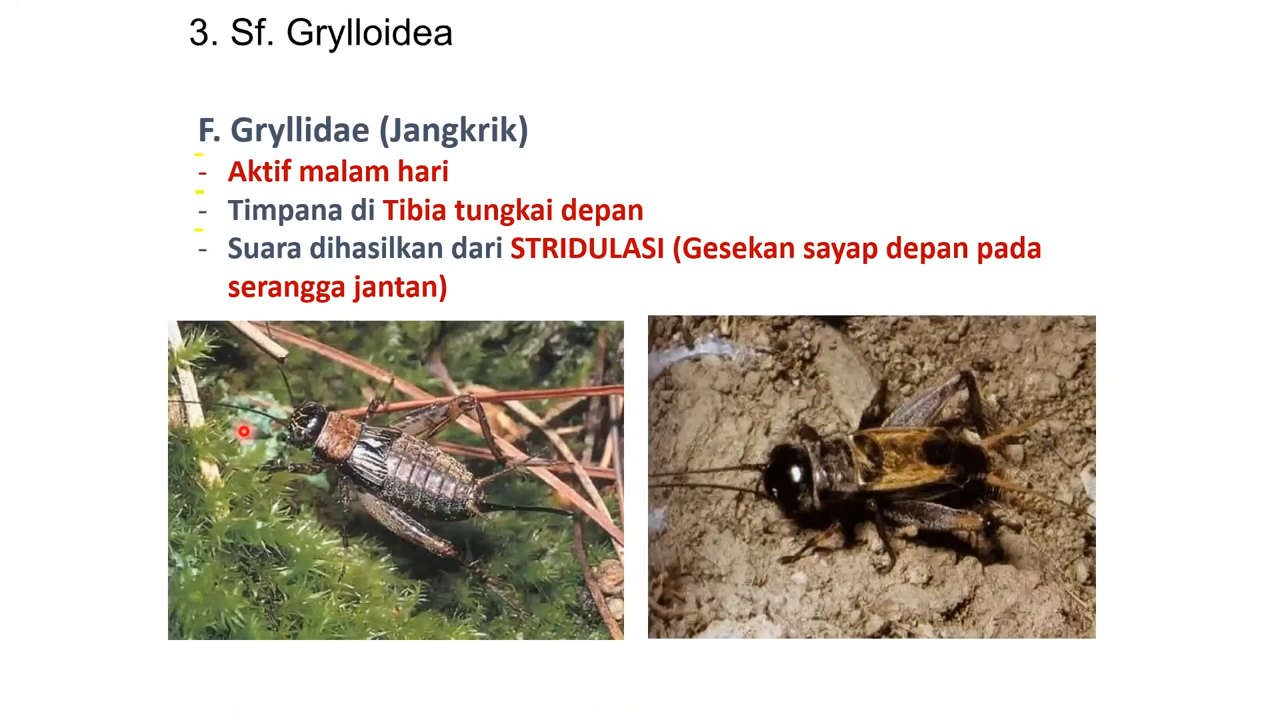 3. Sf. Grylloidea
F. Gryllidae (Jangkrik)
- Aktif malam hari
- Timpana di Tibia tungkai depan
- Suara dihasilkan dari STRIDULASI (Gesekan sayap depan pada
serangga jantan)